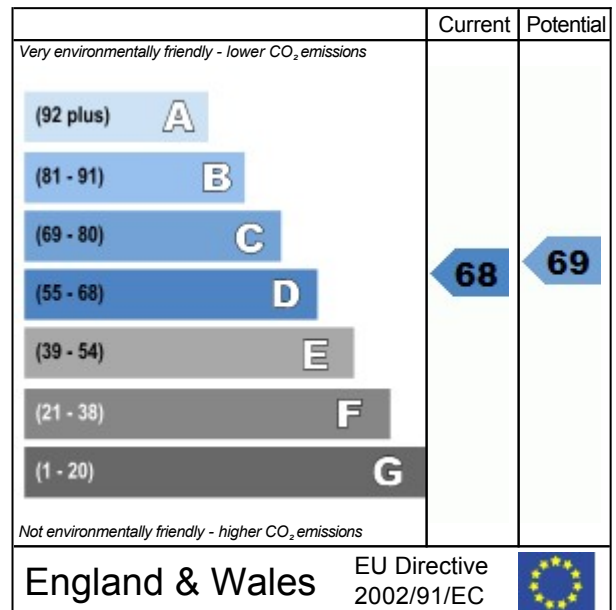 Current Potential
Very environmentally friendly - lower CO₂ emissions
(92 plus) A
(81 - 91) B
(69 - 80) C
(55 - 68) D
68
69
(39 - 54) E
(21 - 38) F
(1 - 20) G
Not environmentally friendly - higher CO₂ emissions
England & Wales
EU Directive
2002/91/EC